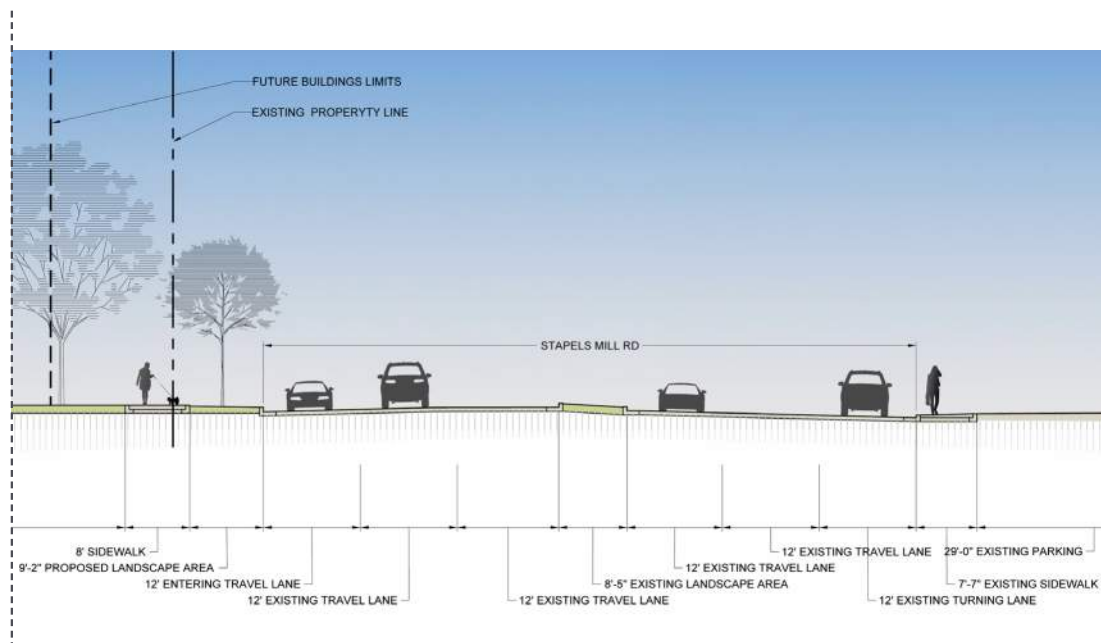 FUTURE BUILDINGS LIMITS
EXISTING PROPERYTY LINE
STAPELS MILL RD
8' SIDEWALK
9'-2" PROPOSED LANDSCAPE AREA
12' ENTERING TRAVEL LANE
12' EXISTING TRAVEL LANE
12' EXISTING TRAVEL LANE
8'-5" EXISTING LANDSCAPE AREA
12' EXISTING TRAVEL LANE
12' EXISTING TRAVEL LANE
12' EXISTING TURNING LANE
7'-7" EXISTING SIDEWALK
29'-0" EXISTING PARKING